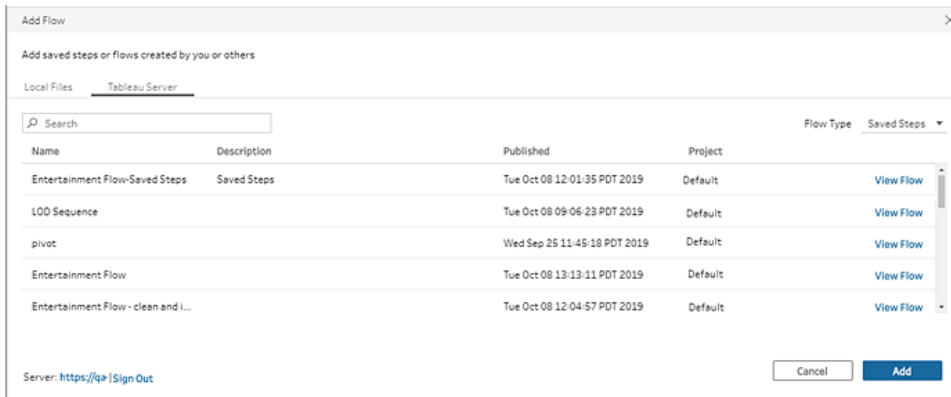 Add Flow
Add saved steps or flows created by you or others
Local Files Tableau Server
Search Flow Type Saved Steps
Name Description Published Project
Entertainment Flow-Saved Steps Saved Steps Tue Oct 08 12:01:35 PDT 2019 Default View Flow
LOD Sequence Tue Oct 08 09:06:23 PDT 2019 Default View Flow
pivot Wed Sep 25 11:45:18 PDT 2019 Default View Flow
Entertainment Flow Tue Oct 08 13:13:11 PDT 2019 Default View Flow
Entertainment Flow - clean and i... Tue Oct 08 12:04:57 PDT 2019 Default View Flow
Server: https://qa- | Sign Out Cancel Add